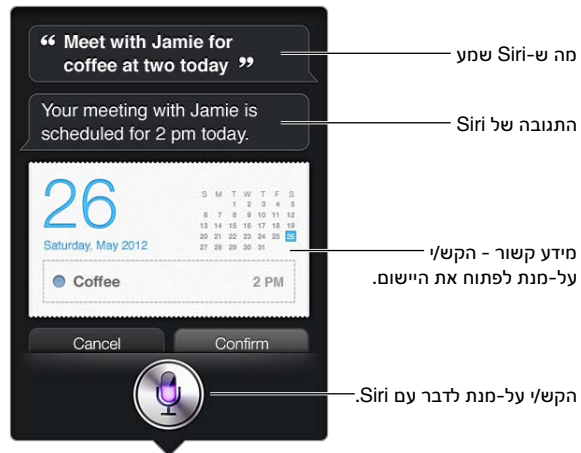 “ Meet with Jamie for
coffee at two today ”
מה ש-Siri שמע
Your meeting with Jamie is
scheduled for 2 pm today.
התגובה של Siri
26
Saturday, May 2012
S M T W T F S
1 2 3 4 5
6 7 8 9 10 11 12
13 14 15 16 17 18 19
20 21 22 23 24 25 26
27 28 29 30 31
Coffee 2 PM
מידע קשור - הקש/י
על-מנת לפתוח את היישום.
Cancel Confirm
הקש/י על-מנת לדבר עם Siri.